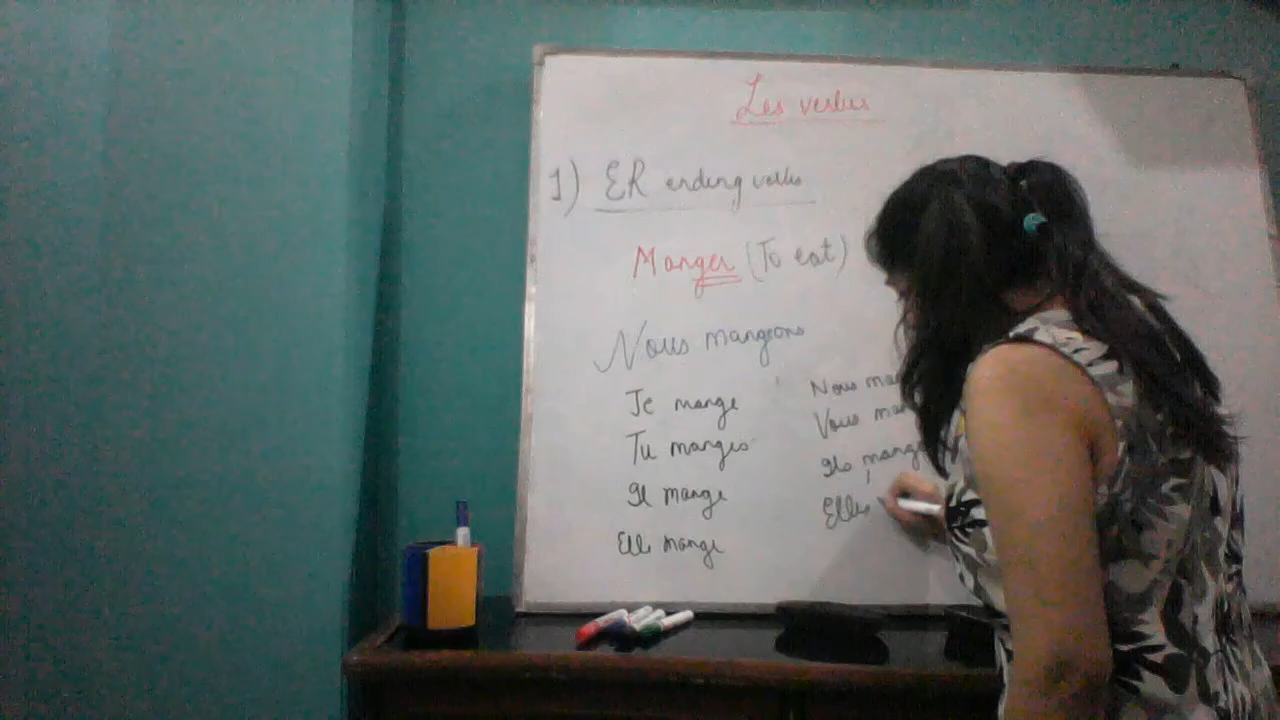 Les verbes
1) ER ending verbs
Manger (To eat)
Nous mangeons
Je mange
Tu manges
Il mange
Elle mange
Nous
Vous
Ils
Elles